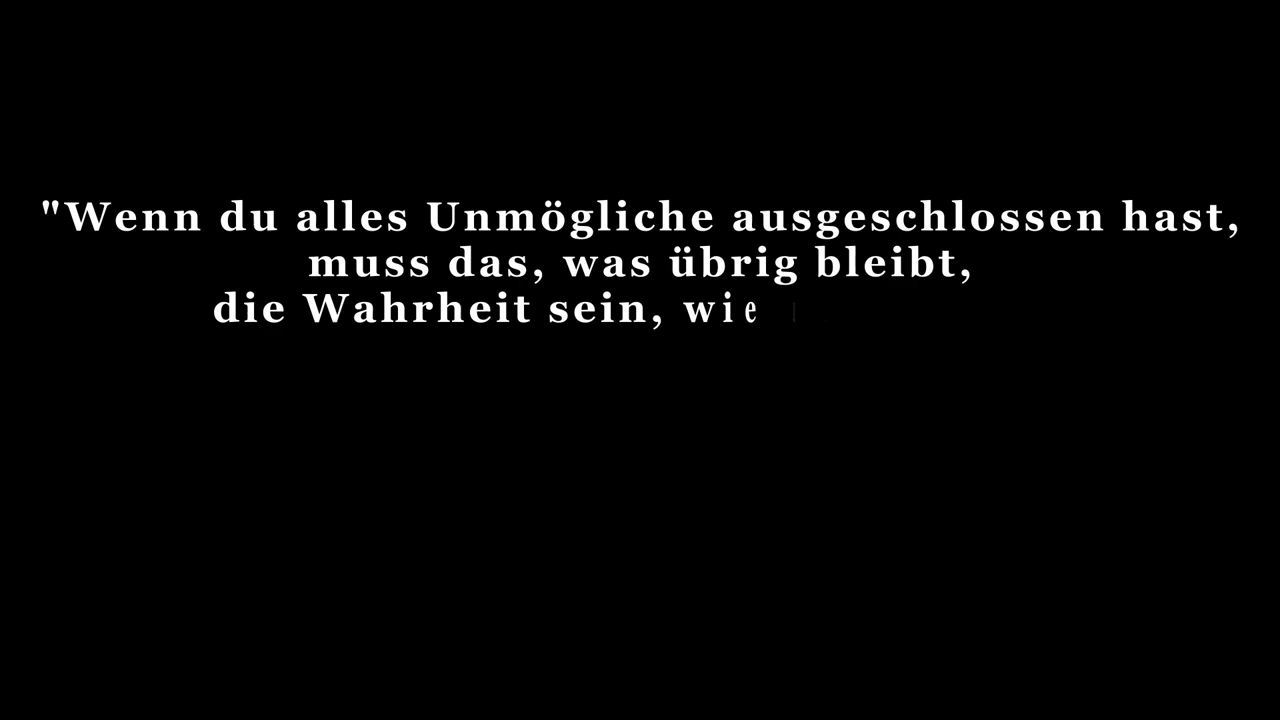 "Wenn du alles Unmögliche ausgeschlossen hast,
muss das, was übrig bleibt,
die Wahrheit sein, wie